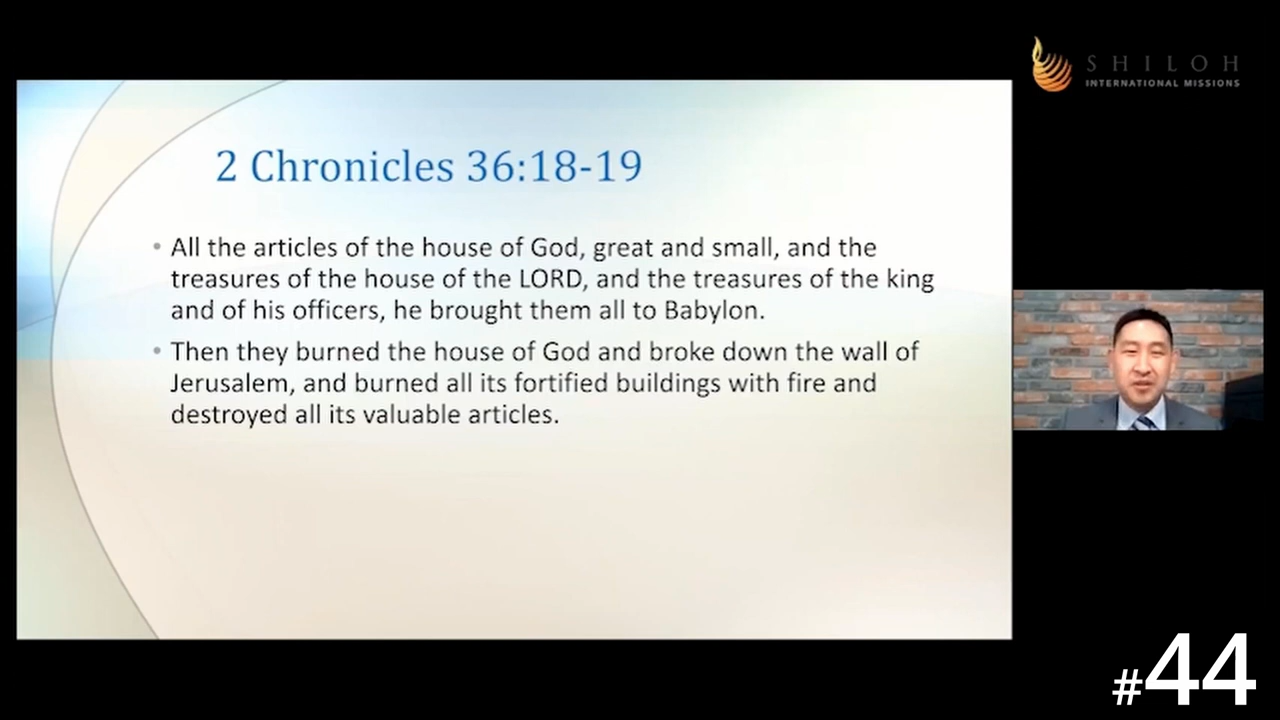 SHILOH
INTERNATIONAL MISSIONS
2 Chronicles 36:18-19
• All the articles of the house of God, great and small, and the
treasures of the house of the LORD, and the treasures of the king
and of his officers, he brought them all to Babylon.
• Then they burned the house of God and broke down the wall of
Jerusalem, and burned all its fortified buildings with fire and
destroyed all its valuable articles.
#44